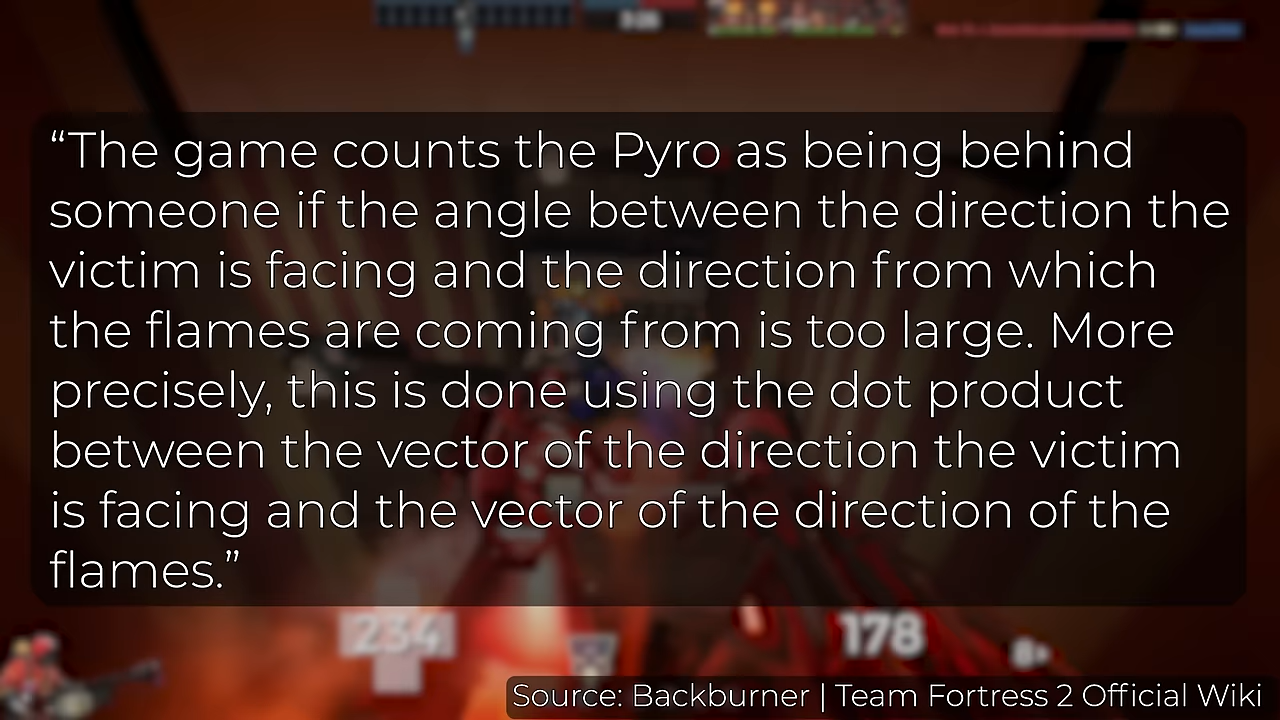 “The game counts the Pyro as being behind
someone if the angle between the direction the
victim is facing and the direction from which
the flames are coming from is too large. More
precisely, this is done using the dot product
between the vector of the direction the victim
is facing and the vector of the direction of the
flames.”
234
178
8
Source: Backburner | Team Fortress 2 Official Wiki